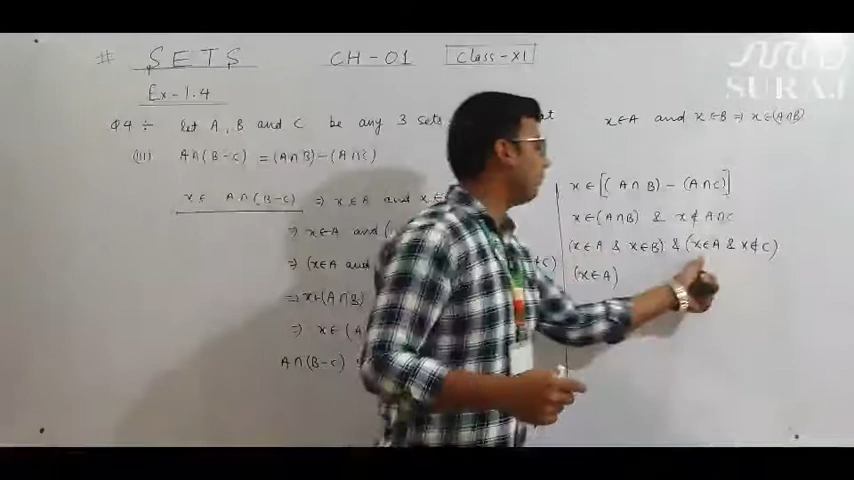 # SETS CH-01 Class-XI
Ex-1.4
Q4 ÷ let A, B and C be any 3 sets. that
(iii) A∩(B-C) = (A∩B)-(A∩C)
x∈ A∩(B-C) ⇒ x∈A and x∈
⇒ x∈A and (
⇒ (x∈A and ∉C)
⇒ x∈(A∩B)
⇒ x∈(A
A∩(B-C)
x∈A and x∈B ⇒ x∈(A∩B)
x∈[(A∩B) - (A∩C)]
x∈(A∩B) & x∉A∩C
(x∈A & x∈B) & (x∈A & x∉C)
(x∈A)
SURAJ